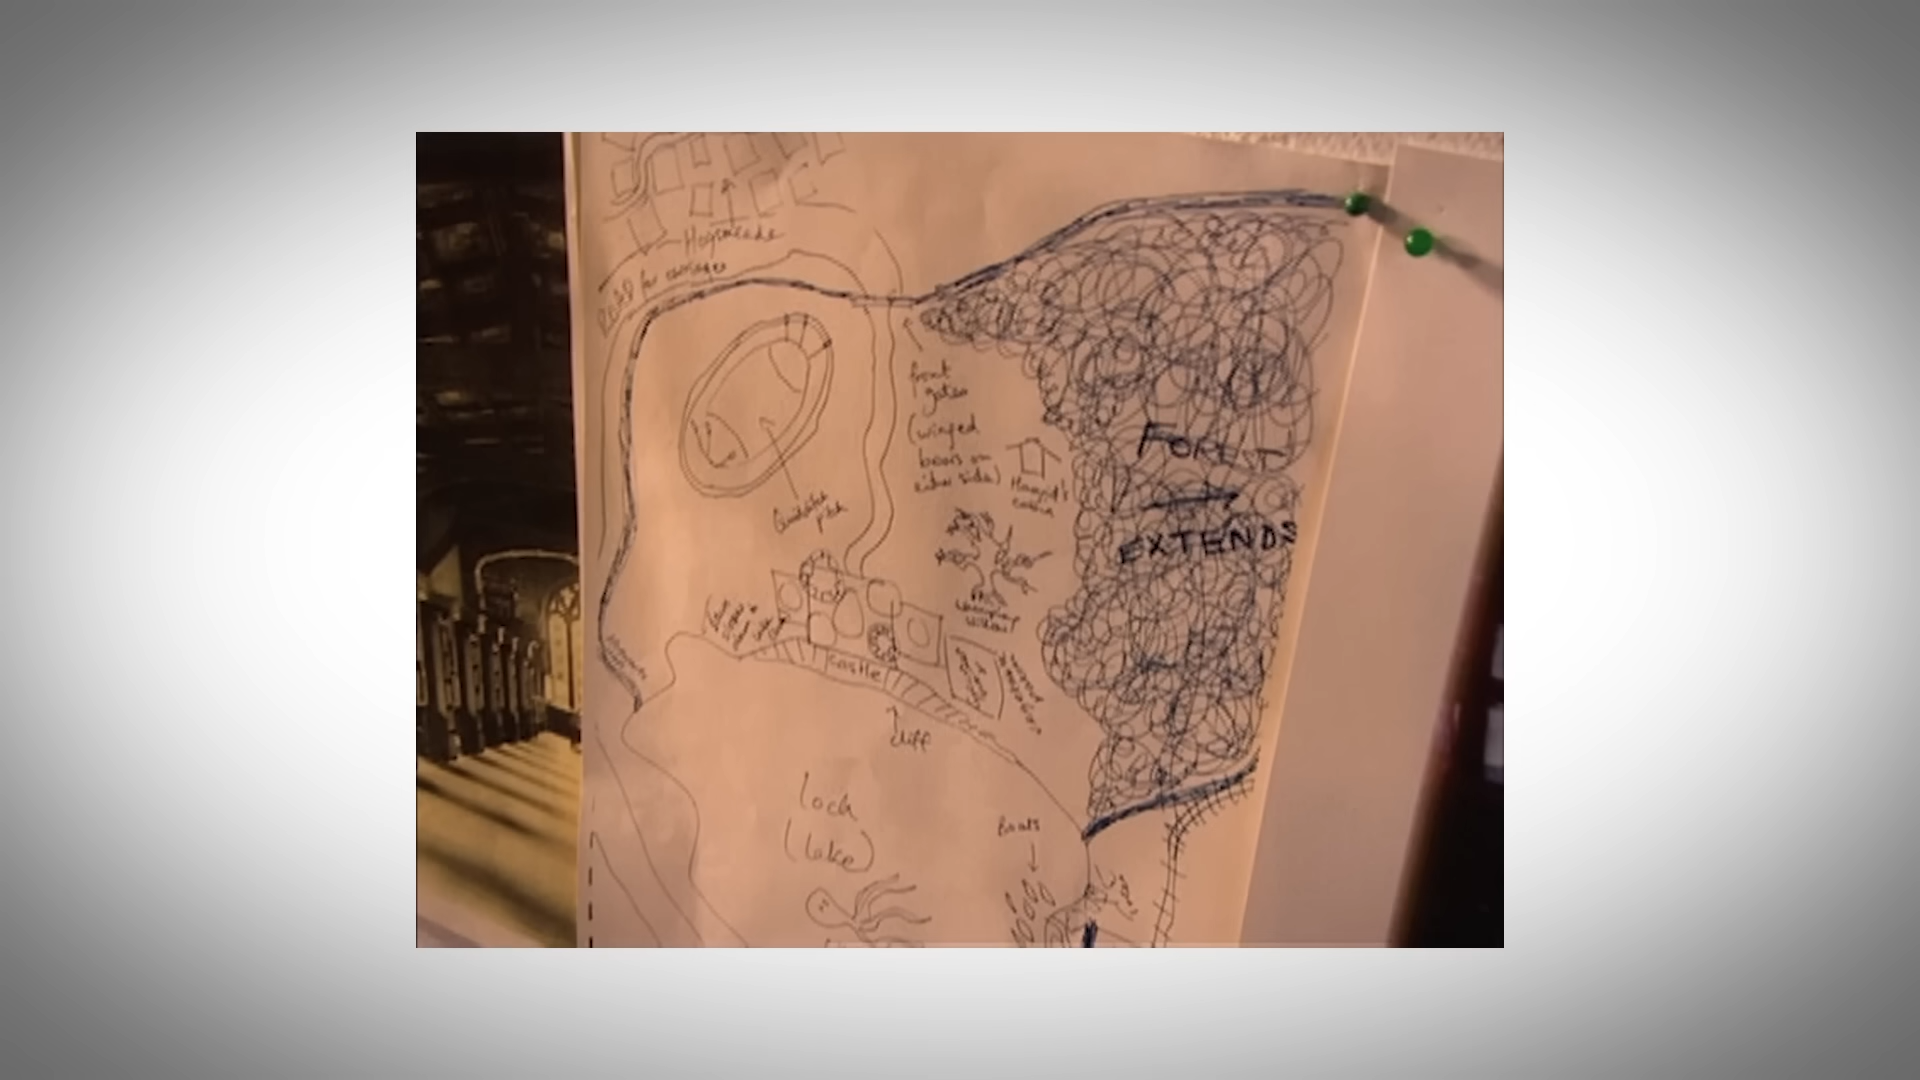 Hogsmeade
Road for carriages
front
gates
(winged
boars on
either side)
Hagrid's
cabin
Quidditch
pitch
FOREST
EXTENDS
Whomping
Willow
castle
cliff
loch
(lake)
Boats